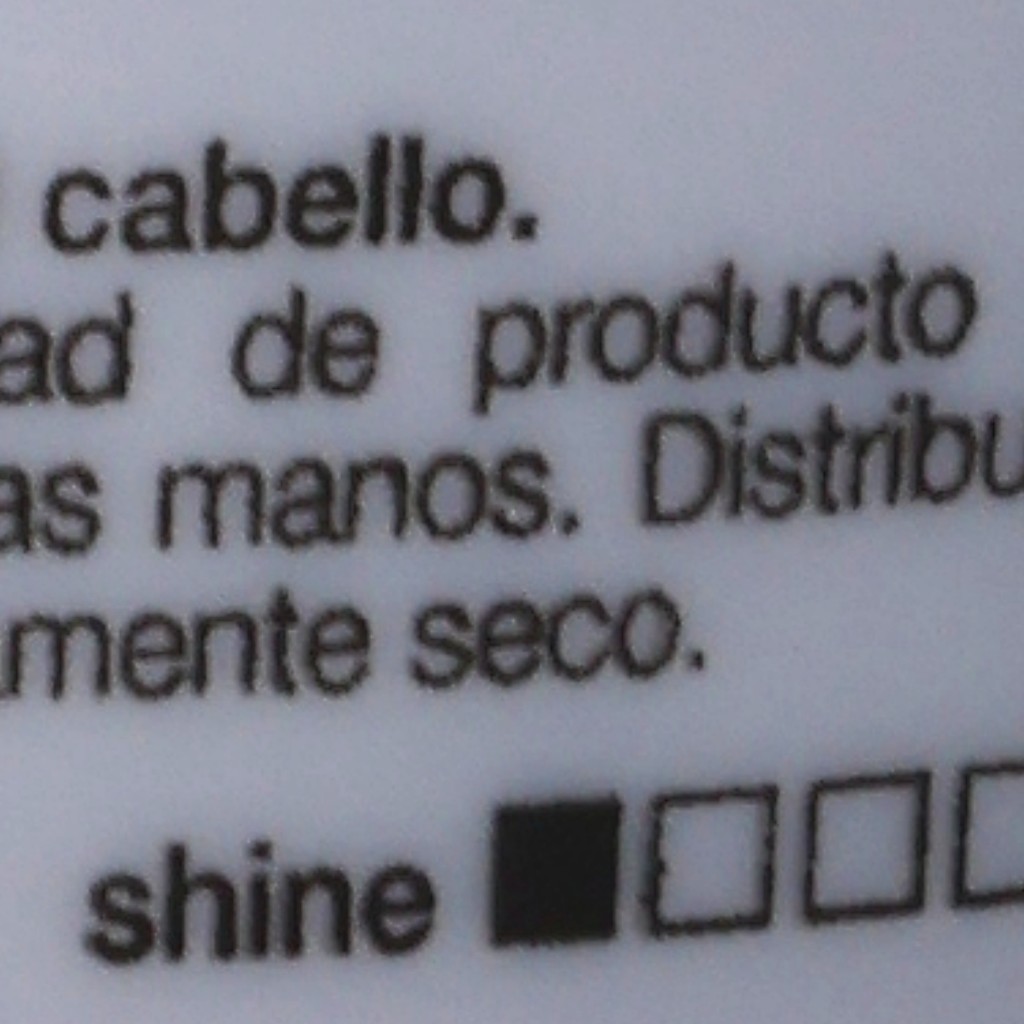 cabello.
ad de producto
as manos. Distribu
mente seco.
shine